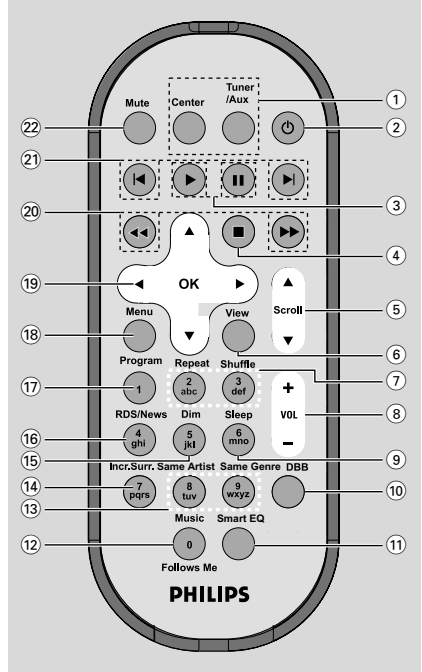 Tuner
/Aux
Mute
Center
1
22
2
21
3
20
4
19
OK
Scroll
5
Menu
View
18
6
Program
Repeat
Shuffle
7
17
1
2
abc
3
def
+
VOL
–
8
RDS/News
Dim
Sleep
16
4
ghi
5
jkl
6
mno
15
9
Incr.Surr.
Same Artist
Same Genre
DBB
14
7
pqrs
8
tuv
9
wxyz
10
13
Music
Smart EQ
12
0
11
Follows Me
PHILIPS